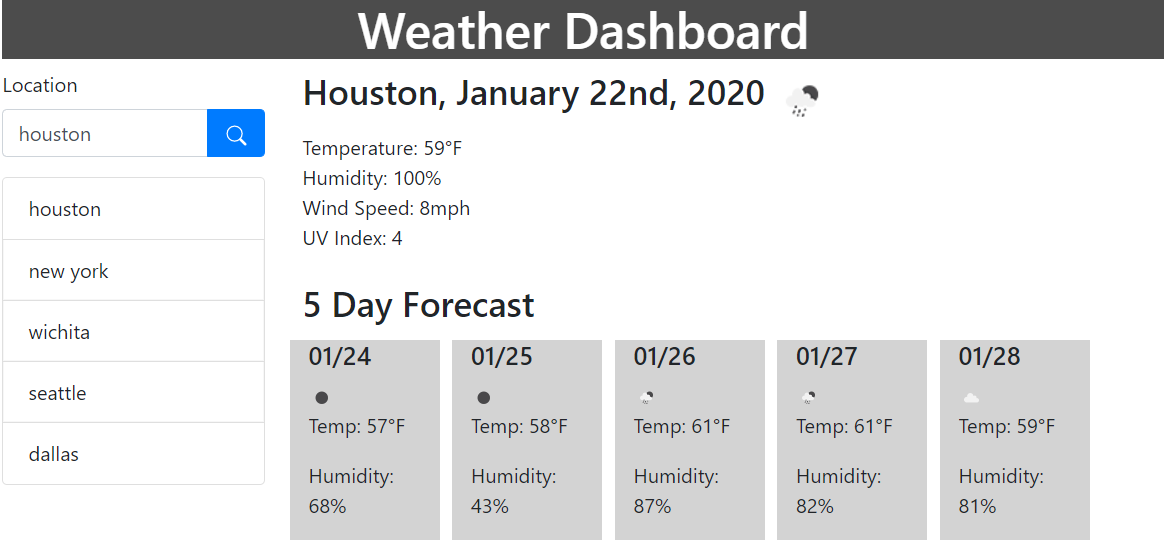 Weather Dashboard
Location
houston
houston
new york
wichita
seattle
dallas
Houston, January 22nd, 2020
Temperature: 59°F
Humidity: 100%
Wind Speed: 8mph
UV Index: 4
5 Day Forecast
01/24
Temp: 57°F
Humidity:
68%
01/25
Temp: 58°F
Humidity:
43%
01/26
Temp: 61°F
Humidity:
87%
01/27
Temp: 61°F
Humidity:
82%
01/28
Temp: 59°F
Humidity:
81%